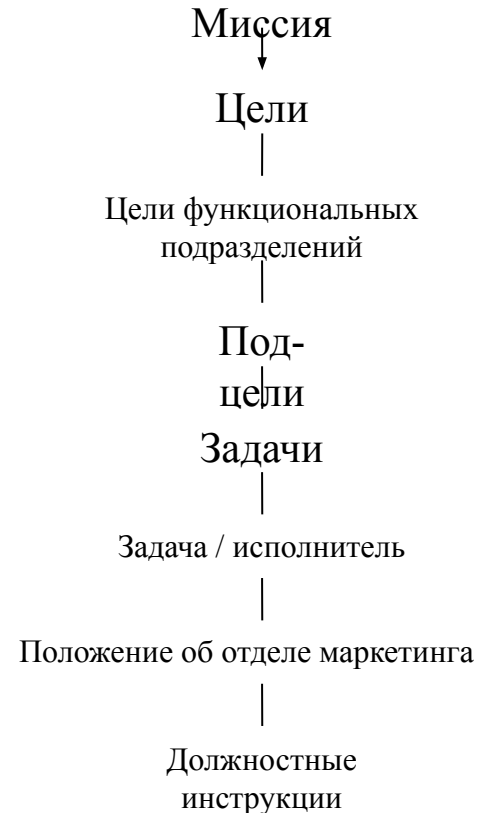 Миссия
Цели
Цели функциональных
подразделений
Под-
цели
Задачи
Задача / исполнитель
Положение об отделе маркетинга
Должностные
инструкции